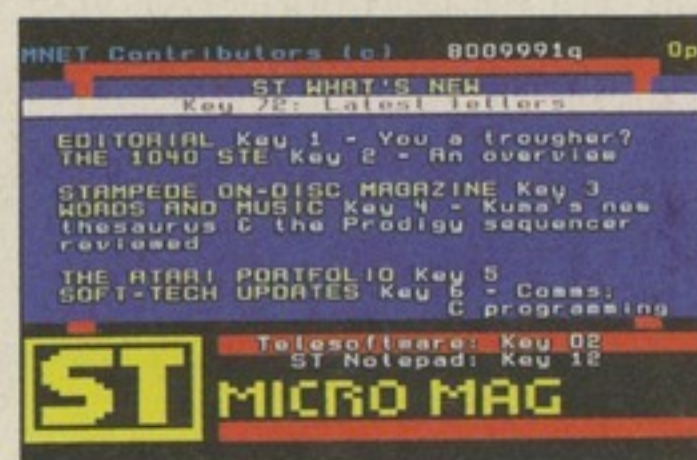 MNET Contributors (c) 8009991q Op
ST WHAT'S NEW
Key 72: Latest letters
EDITORIAL Key 1 - You a trougher?
THE 1040 STE Key 2 - An overview
STAMPEDE ON-DISC MAGAZINE Key 3
WORDS AND MUSIC Key 4 - Kuma's new
thesaurus & the Prodigy sequencer
reviewed
THE ATARI PORTFOLIO Key 5
SOFT-TECH UPDATES Key 6 - Comms;
C programming
Telesoftware: Key 02
ST Notepad: Key 12
ST MICRO MAG